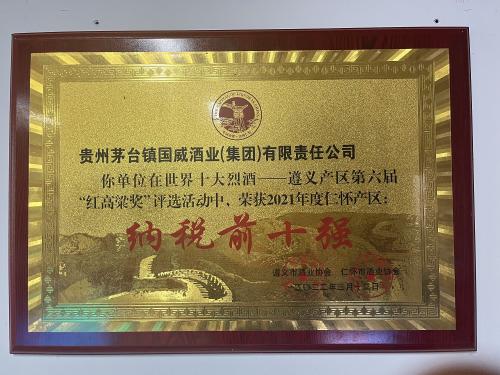 贵州茅台镇国威酒业(集团)有限责任公司
你单位在世界十大烈酒——遵义产区第六届
“红高粱奖”评选活动中、荣获2021年度仁怀产区:
纳税前十强
遵义市酒业协会 仁怀市酒业协会
二〇二二年三月十二日